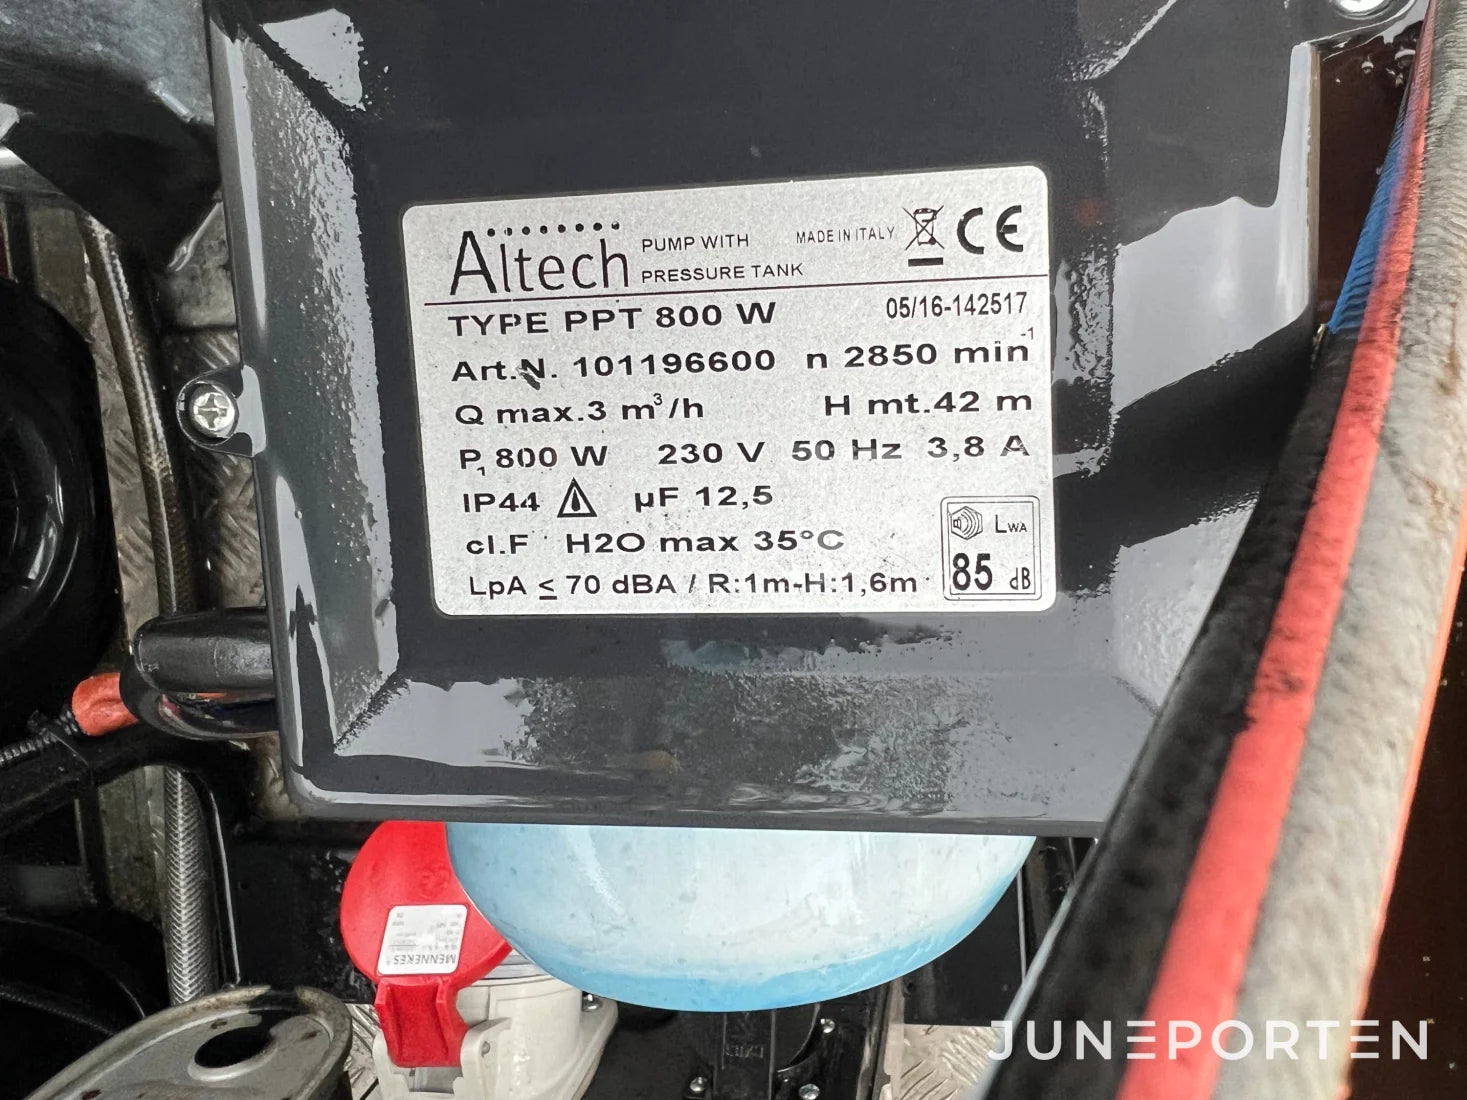 Altech PUMP WITH PRESSURE TANK MADE IN ITALY CE
TYPE PPT 800 W 05/16-142517
Art.N. 101196600 n 2850 min-1
Q max.3 m3/h H mt.42 m
P1 800 W 230 V 50 Hz 3,8 A
IP44 µF 12,5
cl.F H2O max 35°C
LpA ≤ 70 dBA / R:1m-H:1,6m
LWA
85 dB
MENNEKES
JUNEPORTEN